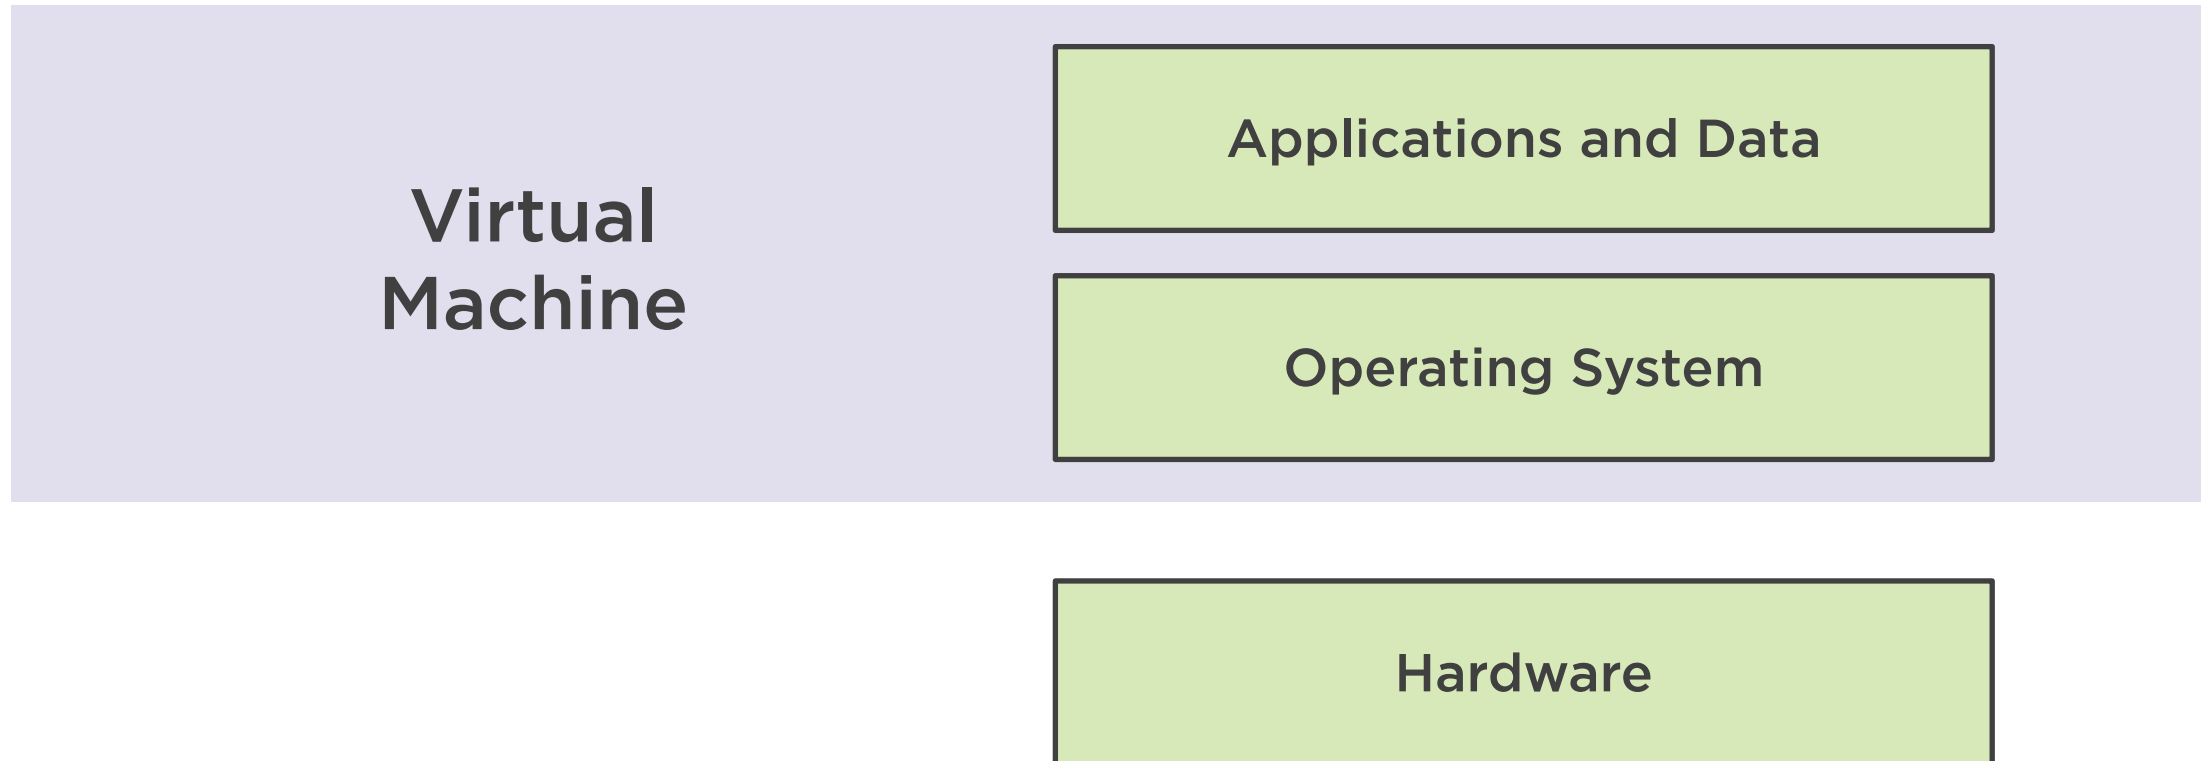 Virtual
Machine
Applications and Data
Operating System
Hardware